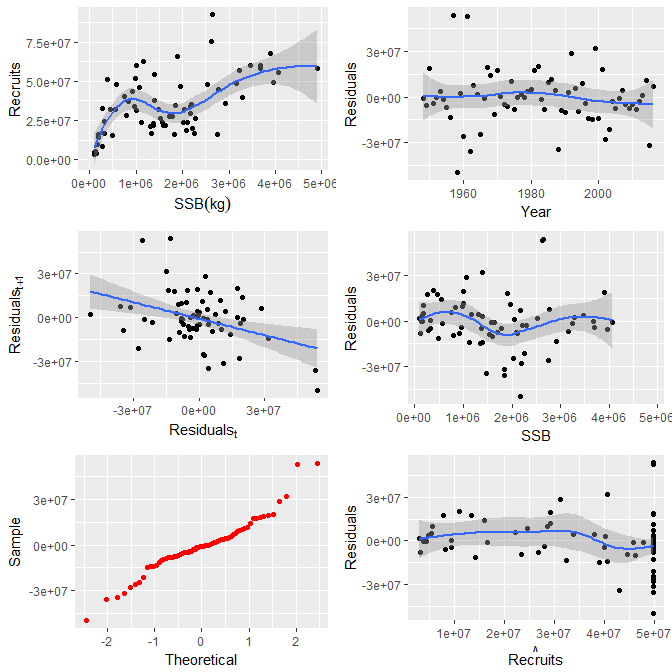 Recruits
7.5e+07
5.0e+07
2.5e+07
0.0e+00
0e+00 1e+06 2e+06 3e+06 4e+06 5e+06
SSB(kg)
Residuals
3e+07
0e+00
-3e+07
1960 1980 2000
Year
Residuals t+1
3e+07
0e+00
-3e+07
-3e+07 0e+00 3e+07
Residuals t
Residuals
3e+07
0e+00
-3e+07
0e+00 1e+06 2e+06 3e+06 4e+06 5e+06
SSB
Sample
3e+07
0e+00
-3e+07
-2 -1 0 1 2
Theoretical
Residuals
3e+07
0e+00
-3e+07
1e+07 2e+07 3e+07 4e+07 5e+07
^
Recruits